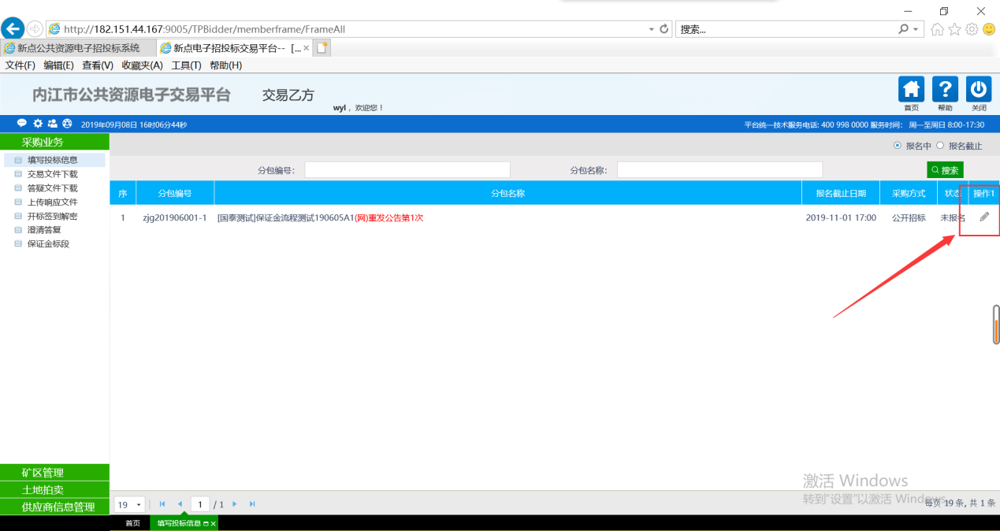 http://182.151.44.167:9005/TPBidder/memberframe/FrameAll
搜索...
新点公共资源电子招投标系统
新点电子招投标交易平台-- [...
文件(F) 编辑(E) 查看(V) 收藏夹(A) 工具(T) 帮助(H)
内江市公共资源电子交易平台
交易乙方
wyl，欢迎您！
首页 帮助 关闭
2019年09月08日 16时06分44秒
平台统一技术服务电话: 400 998 0000 服务时间： 周一至周日 8:00-17:30
采购业务
报名中 报名截止
填写投标信息
交易文件下载
答疑文件下载
上传响应文件
开标签到解密
澄清答复
保证金标段
分包编号:
分包名称:
搜索
序 分包编号 分包名称 报名截止日期 采购方式 状态 操作1
1 zjg201906001-1 [国泰测试]保证金流程测试190605A1(网)重发公告第1次 2019-11-01 17:00 公开招标 未报名
矿区管理
土地拍卖
供应商信息管理
激活 Windows
转到"设置"以激活 Windows。
19 1 / 1
每页 19 条, 共 1 条
首页 填写投标信息